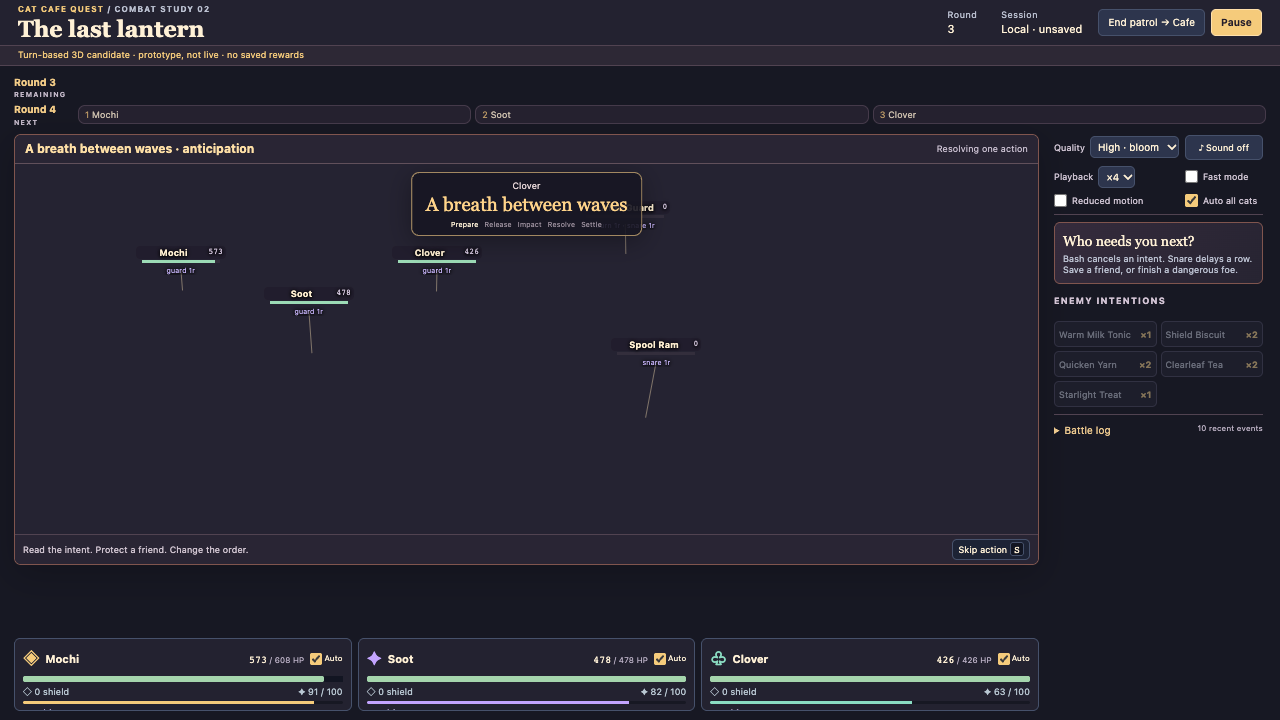 CAT CAFE QUEST / COMBAT STUDY 02
The last lantern
Round
3
Session
Local · unsaved
End patrol → Cafe
Pause
Turn-based 3D candidate · prototype, not live · no saved rewards
Round 3
REMAINING
Round 4
NEXT
1 Mochi
2 Soot
3 Clover
A breath between waves · anticipation
Resolving one action
Clover
A breath between waves
Prepare Release Impact Resolve Settle
0
Mochi 573
guard 1r
Clover 426
guard 1r
Soot 478
guard 1r
Spool Ram 0
snare 1r
Read the intent. Protect a friend. Change the order.
Skip action S
Quality High · bloom
♪ Sound off
Playback x4
Fast mode
Reduced motion
Auto all cats
Who needs you next?
Bash cancels an intent. Snare delays a row.
Save a friend, or finish a dangerous foe.
ENEMY INTENTIONS
Warm Milk Tonic ×1
Shield Biscuit ×2
Quicken Yarn ×2
Clearleaf Tea ×2
Starlight Treat ×1
Battle log
10 recent events
Mochi
573 / 608 HP
Auto
0 shield
91 / 100
Soot
478 / 478 HP
Auto
0 shield
82 / 100
Clover
426 / 426 HP
Auto
0 shield
63 / 100